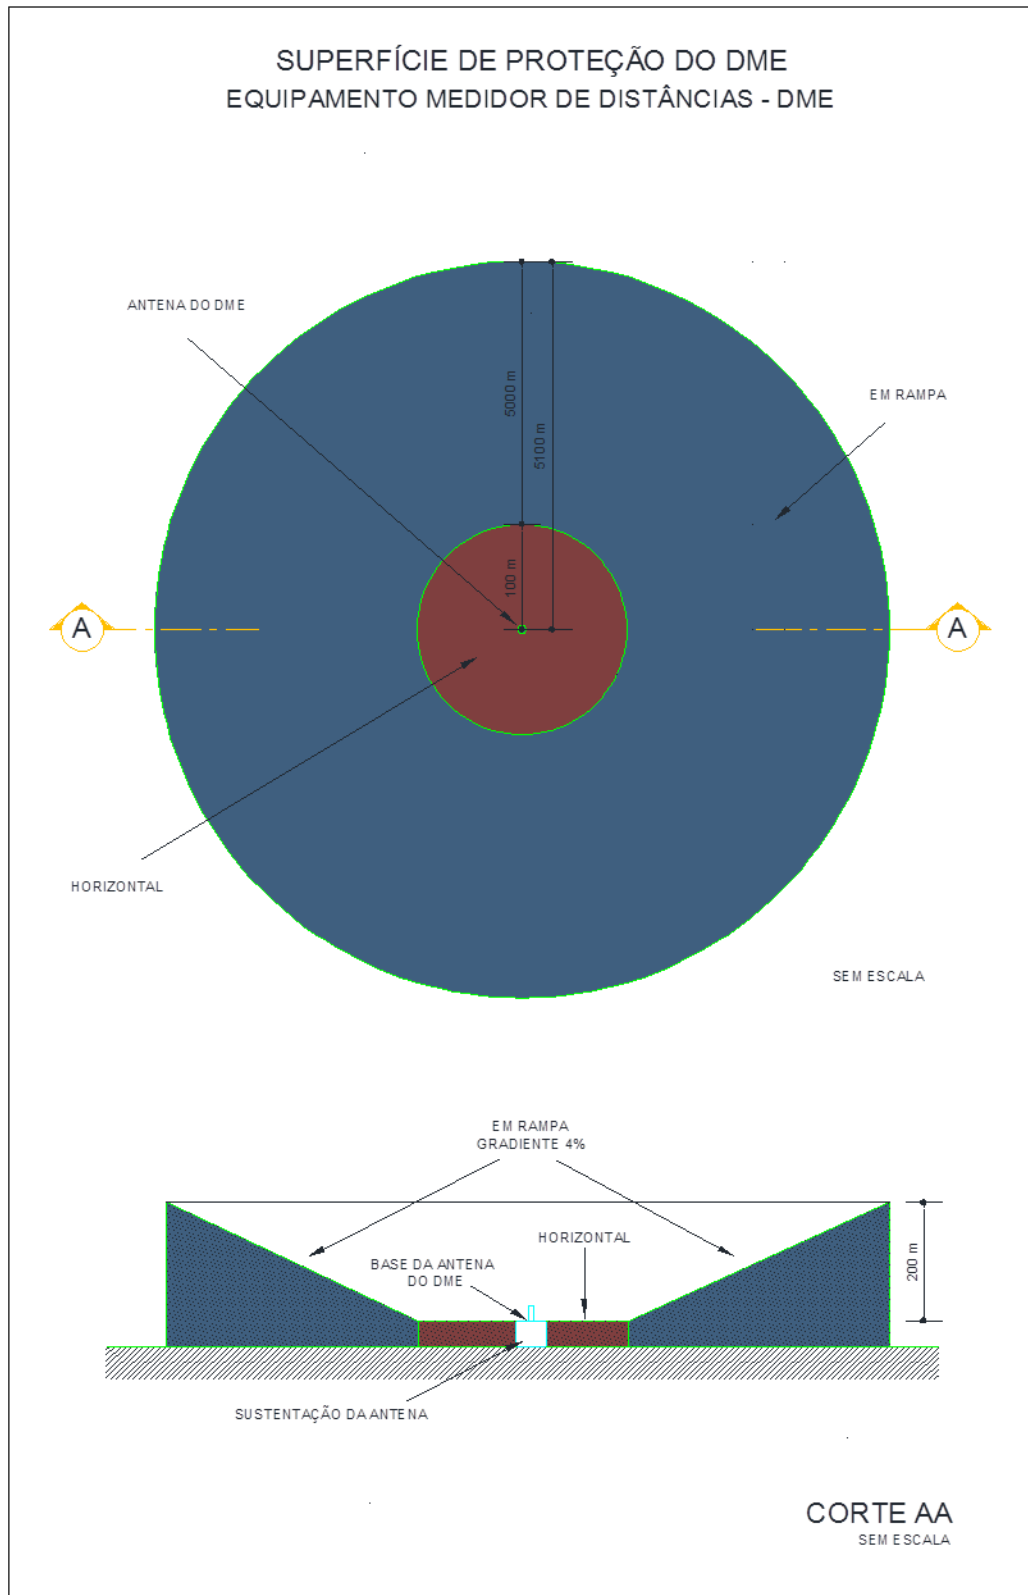 SUPERFÍCIE DE PROTEÇÃO DO DME
EQUIPAMENTO MEDIDOR DE DISTÂNCIAS - DME
ANTENA DO DME
5000 m
5100 m
EM RAMPA
100 m
A
A
HORIZONTAL
SEM ESCALA
EM RAMPA
GRADIENTE 4%
HORIZONTAL
BASE DA ANTENA
DO DME
200 m
SUSTENTAÇÃO DA ANTENA
CORTE AA
SEM ESCALA